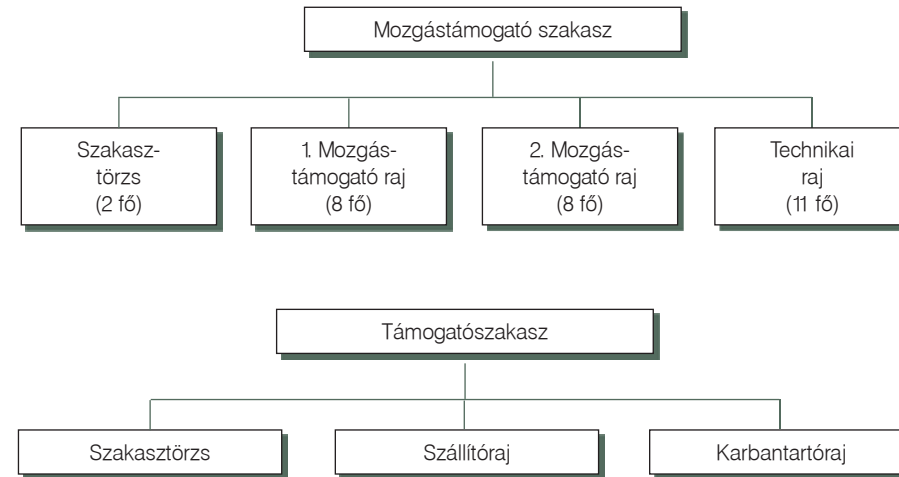 Mozgástámogató szakasz
Szakasz-
törzs
(2 fő)
1. Mozgás-
támogató raj
(8 fő)
2. Mozgás-
támogató raj
(8 fő)
Technikai
raj
(11 fő)
Támogatószakasz
Szakasztörzs
Szállítóraj
Karbantartóraj